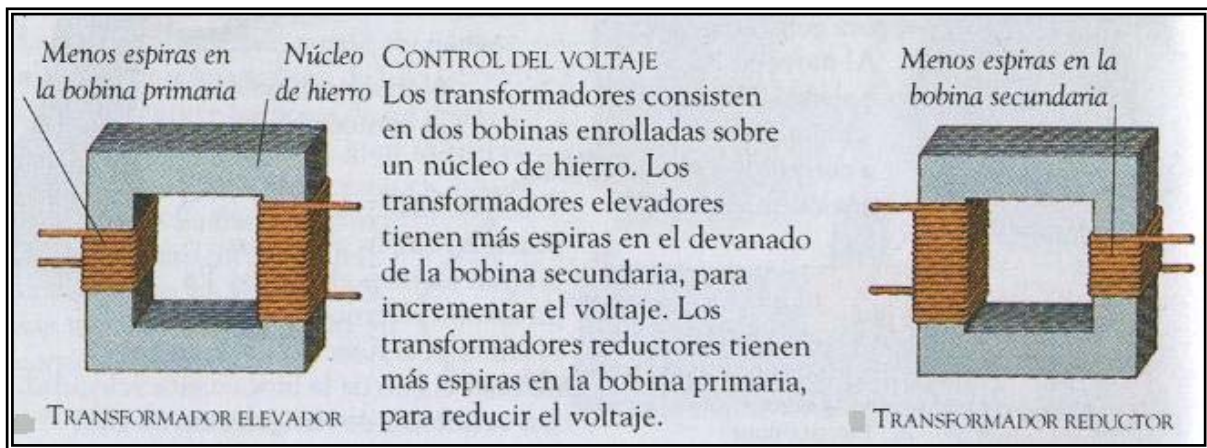 Menos espiras en
la bobina primaria
Núcleo
de hierro
CONTROL DEL VOLTAJE
Los transformadores consisten
en dos bobinas enrolladas sobre
un núcleo de hierro. Los
transformadores elevadores
tienen más espiras en el devanado
de la bobina secundaria, para
incrementar el voltaje. Los
transformadores reductores tienen
más espiras en la bobina primaria,
para reducir el voltaje.
Menos espiras en la
bobina secundaria
TRANSFORMADOR ELEVADOR
TRANSFORMADOR REDUCTOR